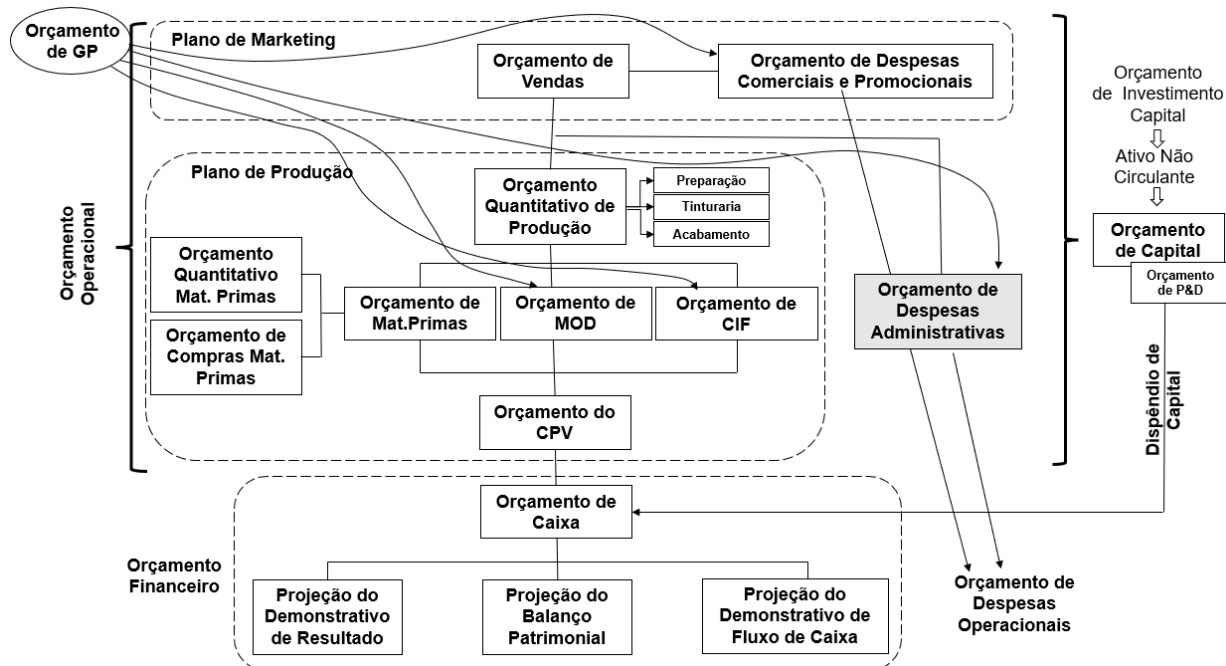 Orçamento
de GP
Plano de Marketing
Orçamento de
Vendas
Orçamento de Despesas
Comerciais e Promocionais
Orçamento
de Investimento
Capital
Ativo Não
Circulante
Orçamento
de Capital
Orçamento
de P&D
Dispêndio de
Capital
Orçamento
Operacional
Plano de Produção
Orçamento
Quantitativo de
Produção
Preparação
Tinturaria
Acabamento
Orçamento
Quantitativo
Mat. Primas
Orçamento de
Compras Mat.
Primas
Orçamento de
Mat.Primas
Orçamento de
MOD
Orçamento de
CIF
Orçamento de
Despesas
Administrativas
Orçamento do
CPV
Orçamento
Financeiro
Orçamento de
Caixa
Projeção do
Demonstrativo
de Resultado
Projeção do
Balanço
Patrimonial
Projeção do
Demonstrativo de
Fluxo de Caixa
Orçamento de
Despesas
Operacionais